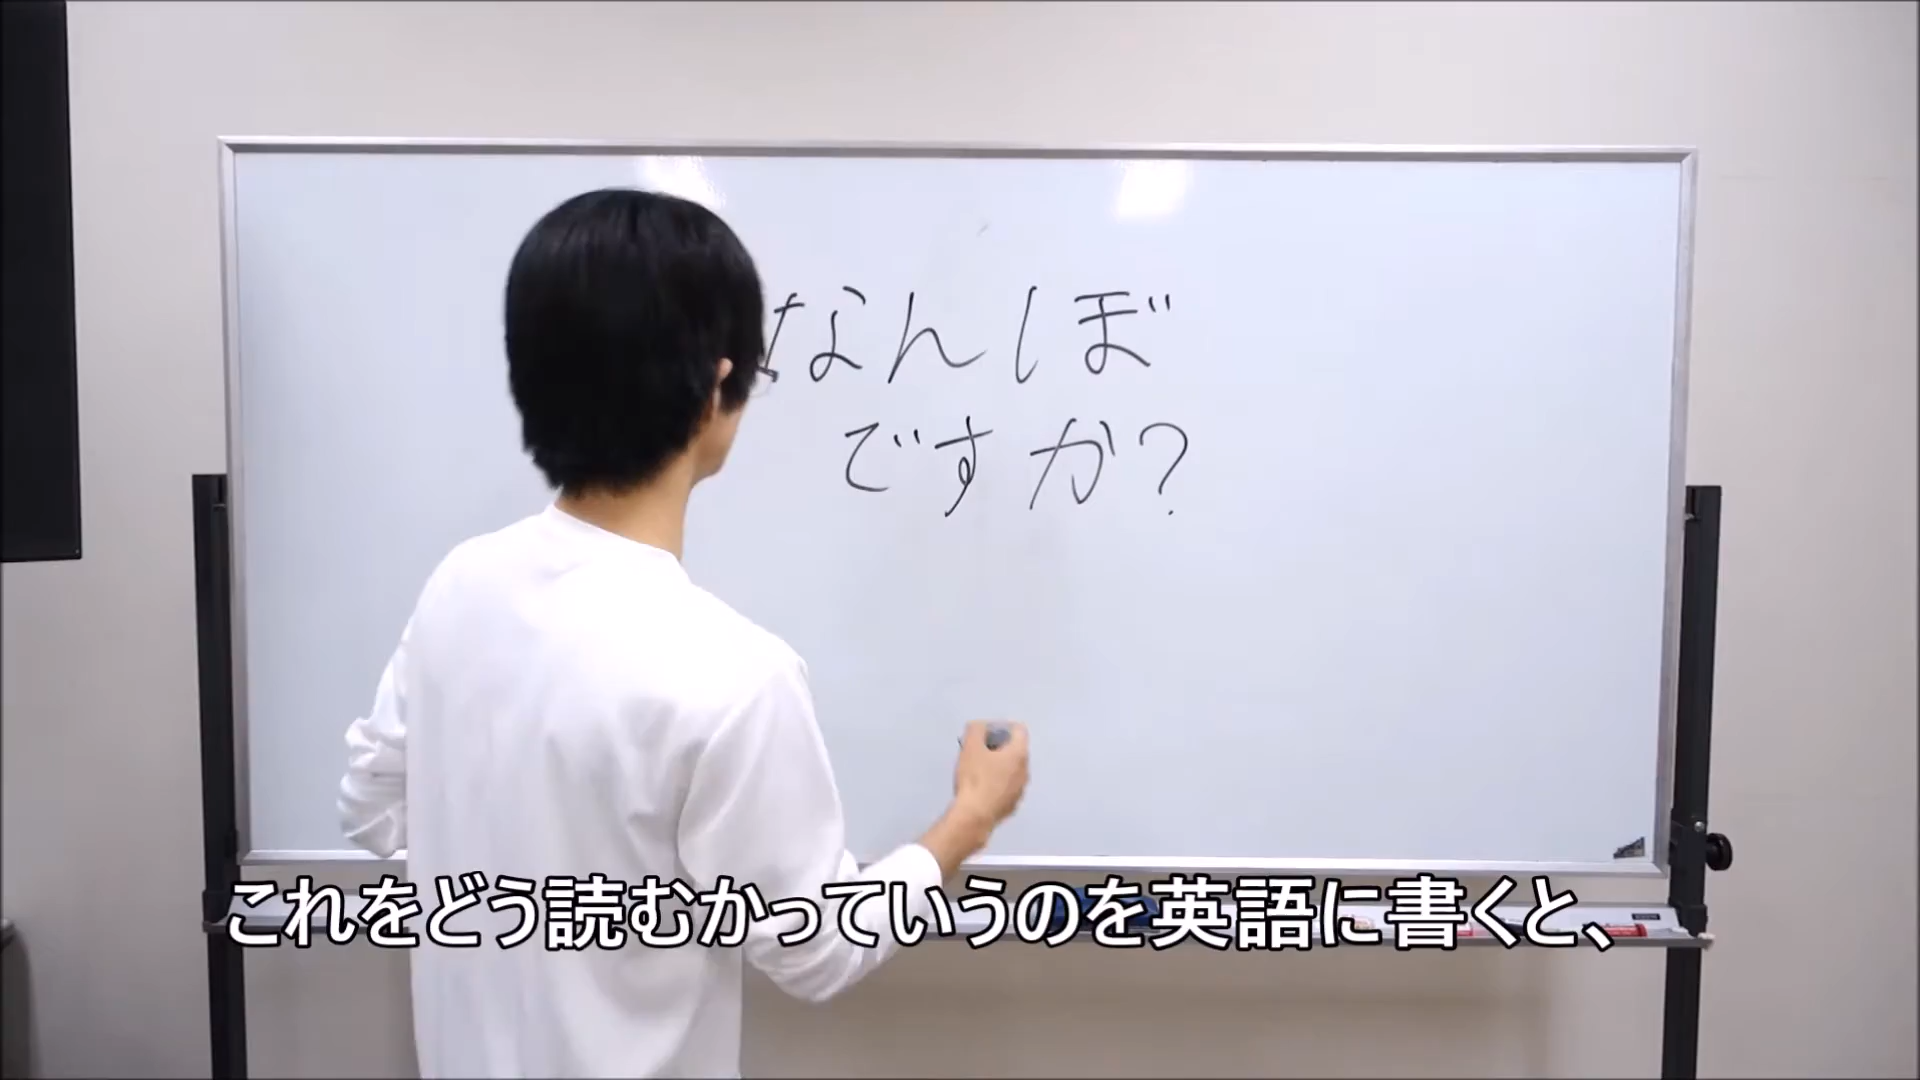 なんぼ
ですか?
これをどう読むかっていうのを英語に書くと、